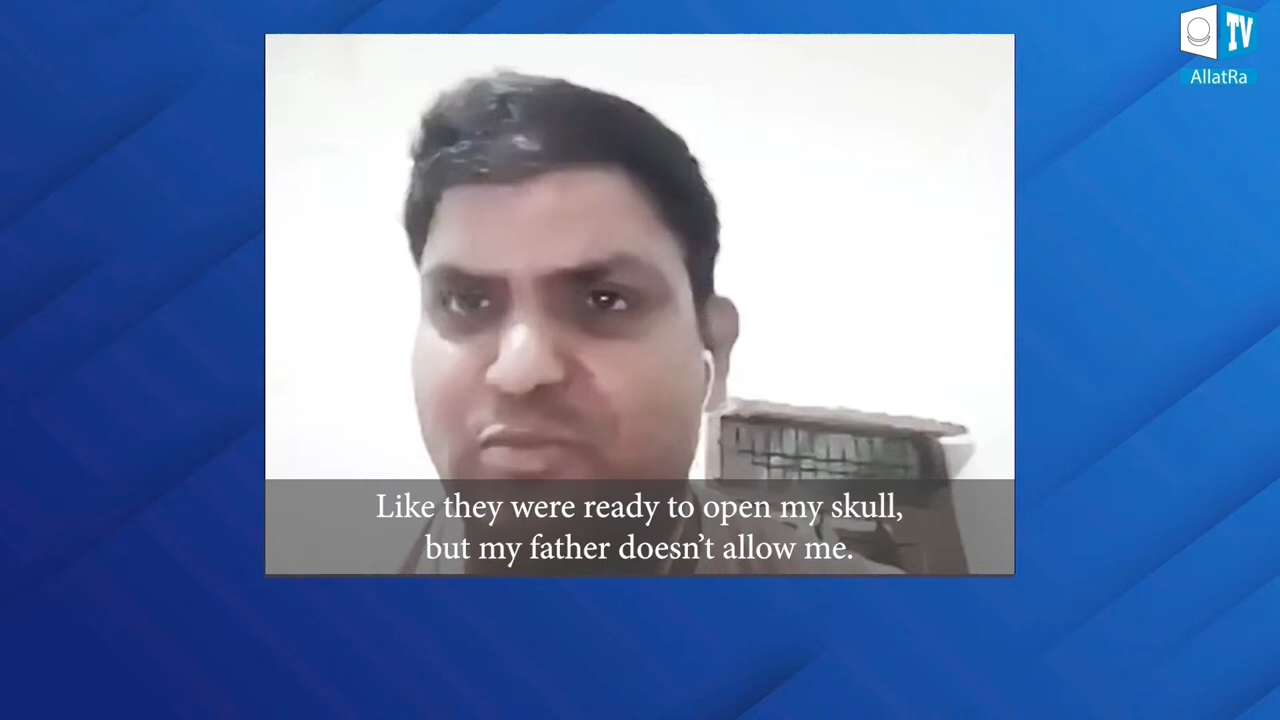 TV
AllatRa
Like they were ready to open my skull,
but my father doesn't allow me.